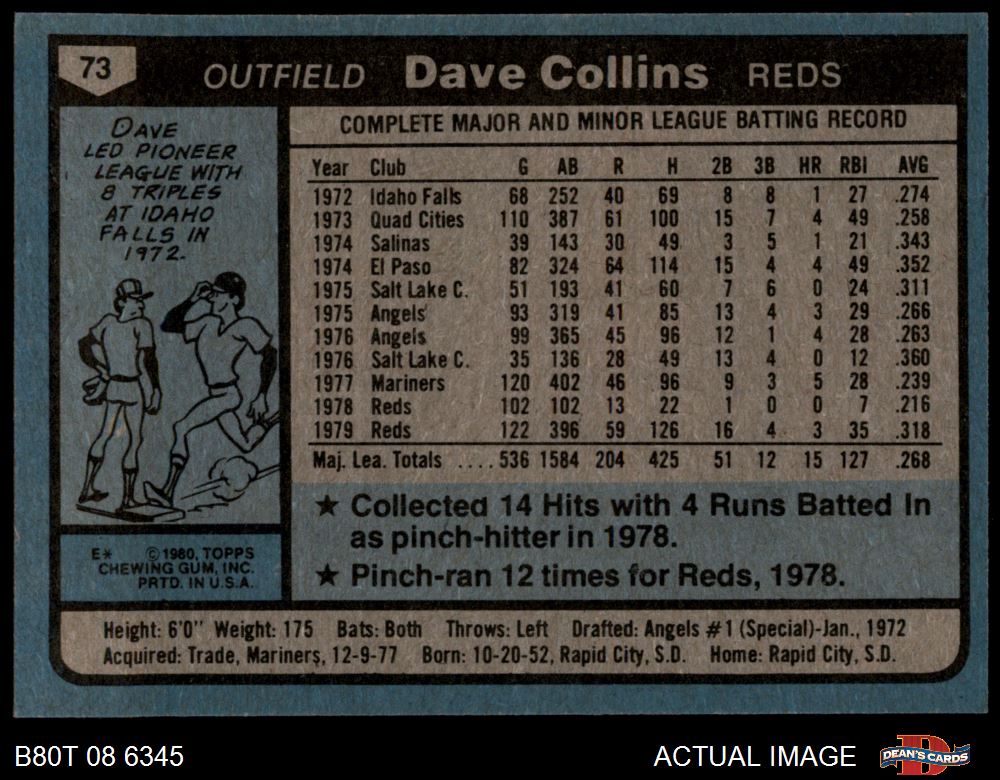 73
OUTFIELD Dave Collins REDS
DAVE
LED PIONEER
LEAGUE WITH
8 TRIPLES
AT IDAHO
FALLS IN
1972.
E* © 1980, TOPPS
CHEWING GUM, INC.
PRTD. IN U.S.A.
COMPLETE MAJOR AND MINOR LEAGUE BATTING RECORD
Year Club G AB R H 2B 3B HR RBI AVG
1972 Idaho Falls 68 252 40 69 8 8 1 27 .274
1973 Quad Cities 110 387 61 100 15 7 4 49 .258
1974 Salinas 39 143 30 49 3 5 1 21 .343
1974 El Paso 82 324 64 114 15 4 4 49 .352
1975 Salt Lake C. 51 193 41 60 7 6 0 24 .311
1975 Angels 93 319 41 85 13 4 3 29 .266
1976 Angels 99 365 45 96 12 1 4 28 .263
1976 Salt Lake C. 35 136 28 49 13 4 0 12 .360
1977 Mariners 120 402 46 96 9 3 5 28 .239
1978 Reds 102 102 13 22 1 0 0 7 .216
1979 Reds 122 396 59 126 16 4 3 35 .318
Maj. Lea. Totals .... 536 1584 204 425 51 12 15 127 .268
★ Collected 14 Hits with 4 Runs Batted In
as pinch-hitter in 1978.
★ Pinch-ran 12 times for Reds, 1978.
Height: 6'0" Weight: 175 Bats: Both Throws: Left Drafted: Angels #1 (Special)-Jan., 1972
Acquired: Trade, Mariners, 12-9-77 Born: 10-20-52, Rapid City, S.D. Home: Rapid City, S.D.
B80T 08 6345 ACTUAL IMAGE DEAN'S CARDS